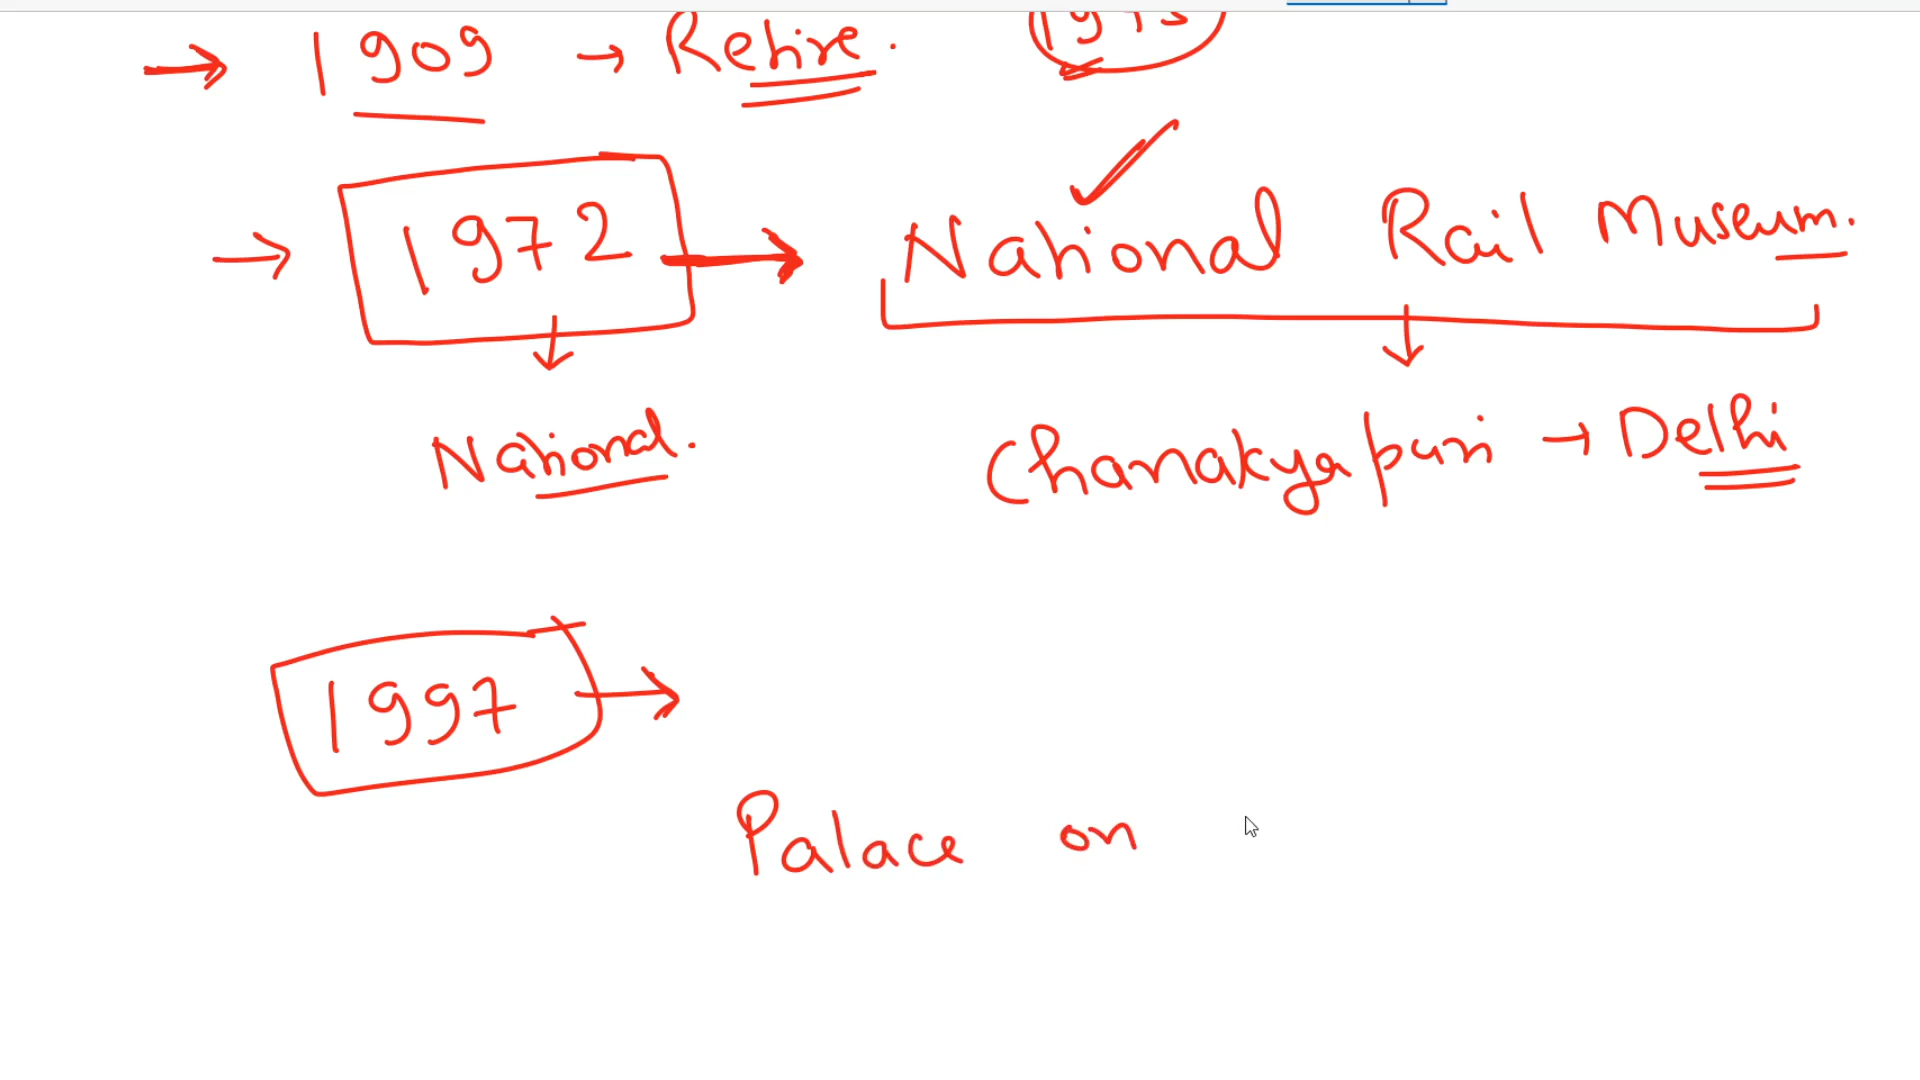 → 1909 → Retire.
→ 1972 → National Rail Museum.
National. Chanakyapuri → Delhi
1997 →
Palace on